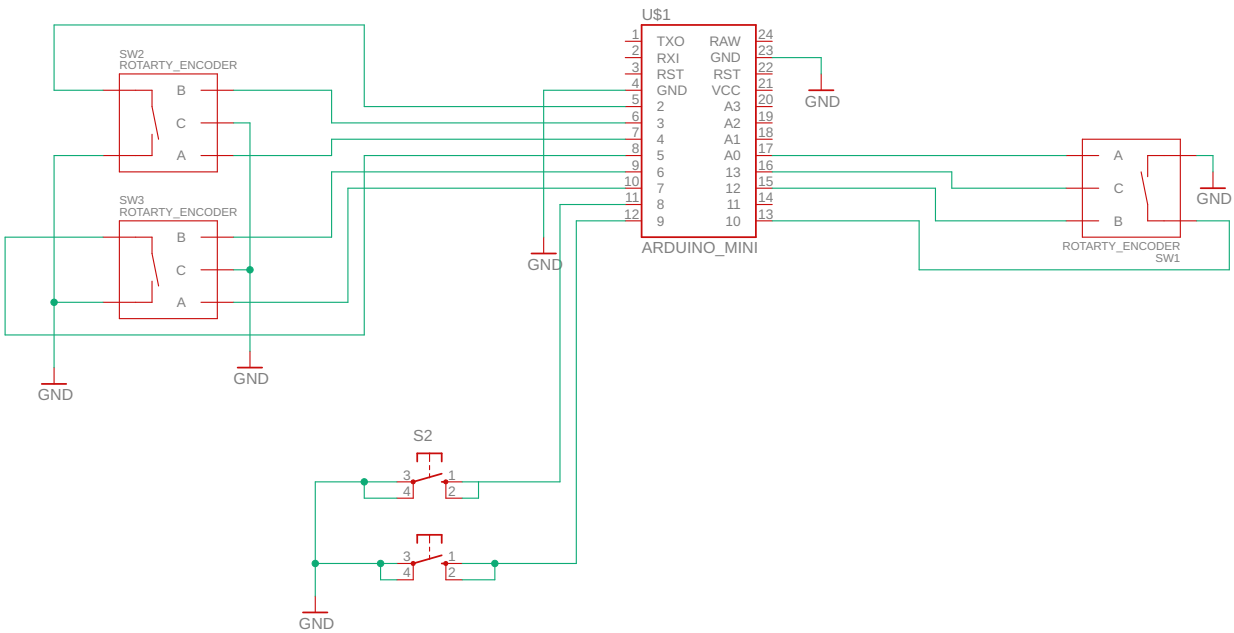 U$1
1 TXO RAW 24
2 RXI GND 23
3 RST RST 22
4 GND VCC 21
5 2 A3 20
6 3 A2 19
7 4 A1 18
8 5 A0 17
9 6 13 16
10 7 12 15
11 8 11 14
12 9 10 13
ARDUINO_MINI
GND
GND
SW2
ROTARTY_ENCODER
B
C
A
SW3
ROTARTY_ENCODER
B
C
A
GND
GND
A
C
B
GND
ROTARTY_ENCODER
SW1
S2
3 1
4 2
3 1
4 2
GND